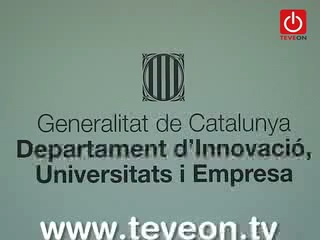 TEVEON
Generalitat de Catalunya
Departament d'Innovació,
Universitats i Empresa
www.teveon.tv